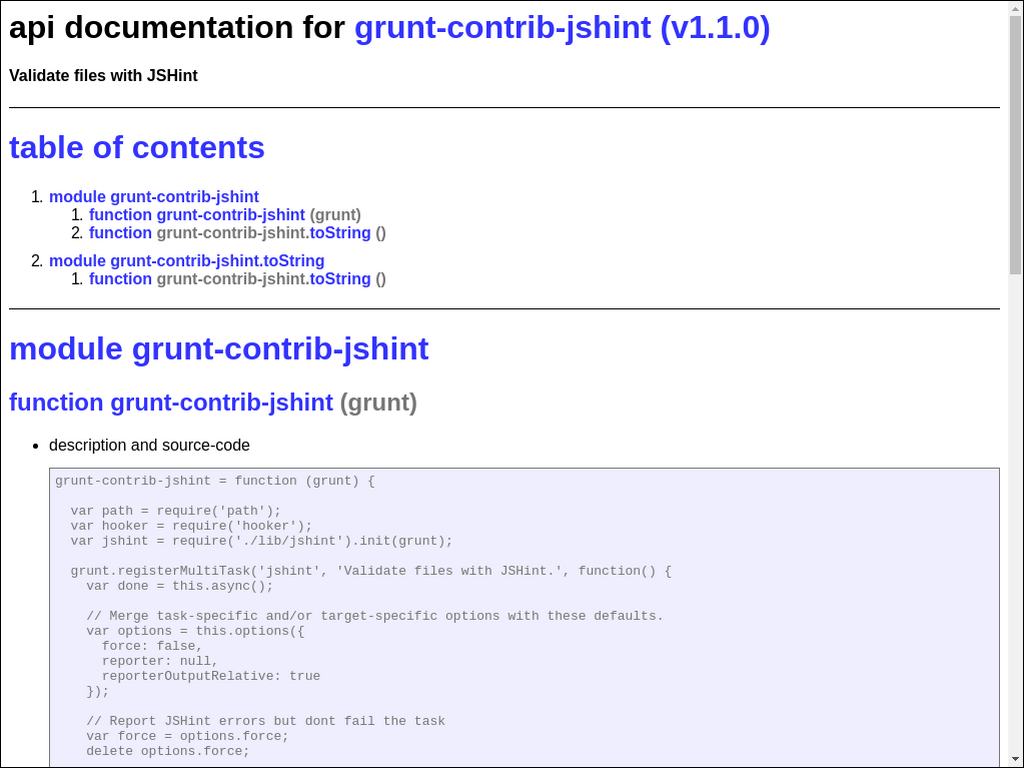 api documentation for grunt-contrib-jshint (v1.1.0)
Validate files with JSHint
table of contents
1. module grunt-contrib-jshint
1. function grunt-contrib-jshint (grunt)
2. function grunt-contrib-jshint.toString ()
2. module grunt-contrib-jshint.toString
1. function grunt-contrib-jshint.toString ()
module grunt-contrib-jshint
function grunt-contrib-jshint (grunt)
• description and source-code
grunt-contrib-jshint = function (grunt) {
var path = require('path');
var hooker = require('hooker');
var jshint = require('./lib/jshint').init(grunt);
grunt.registerMultiTask('jshint', 'Validate files with JSHint.', function() {
var done = this.async();
// Merge task-specific and/or target-specific options with these defaults.
var options = this.options({
force: false,
reporter: null,
reporterOutputRelative: true
});
// Report JSHint errors but dont fail the task
var force = options.force;
delete options.force;